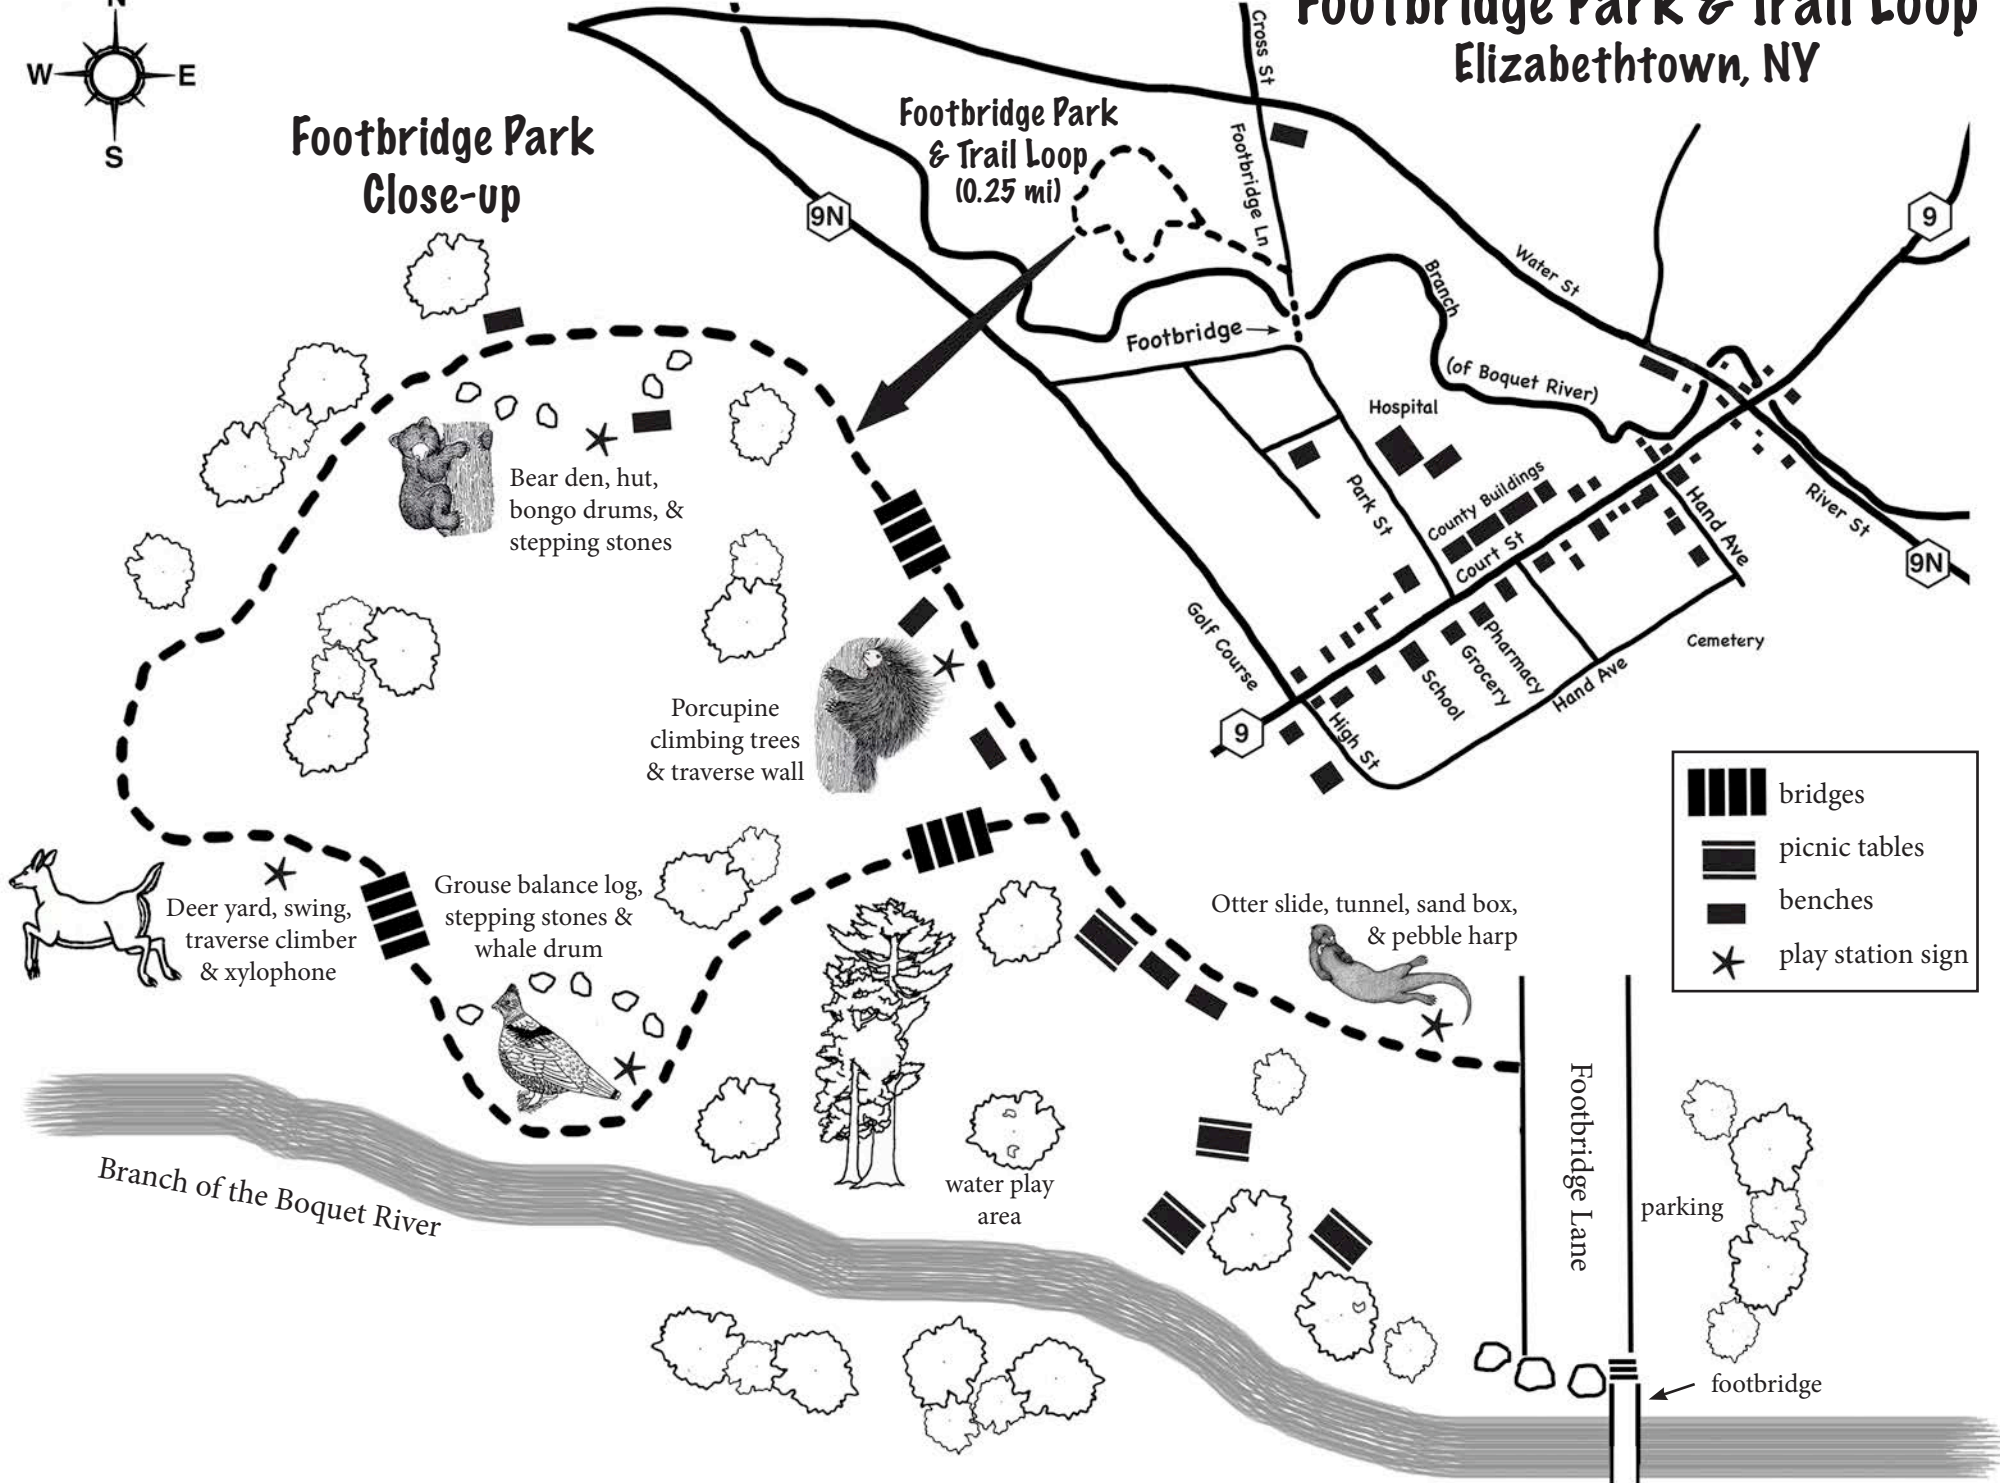 Footbridge Park & Trail Loop
Elizabethtown, NY
N
W
E
S
Footbridge Park
Close-up
Footbridge Park
& Trail Loop
(0.25 mi)
Cross St
Footbridge Ln
9N
9
Water St
Branch
(of Boquet River)
Footbridge
Hospital
Park St
County Buildings
Court St
Hand Ave
River St
9N
Golf Course
Cemetery
Pharmacy
Grocery
School
Hand Ave
High St
9
Bear den, hut,
bongo drums, &
stepping stones
Porcupine
climbing trees
& traverse wall
bridges
picnic tables
benches
play station sign
Deer yard, swing,
traverse climber
& xylophone
Grouse balance log,
stepping stones &
whale drum
Otter slide, tunnel, sand box,
& pebble harp
Branch of the Boquet River
water play
area
Footbridge Lane
parking
footbridge